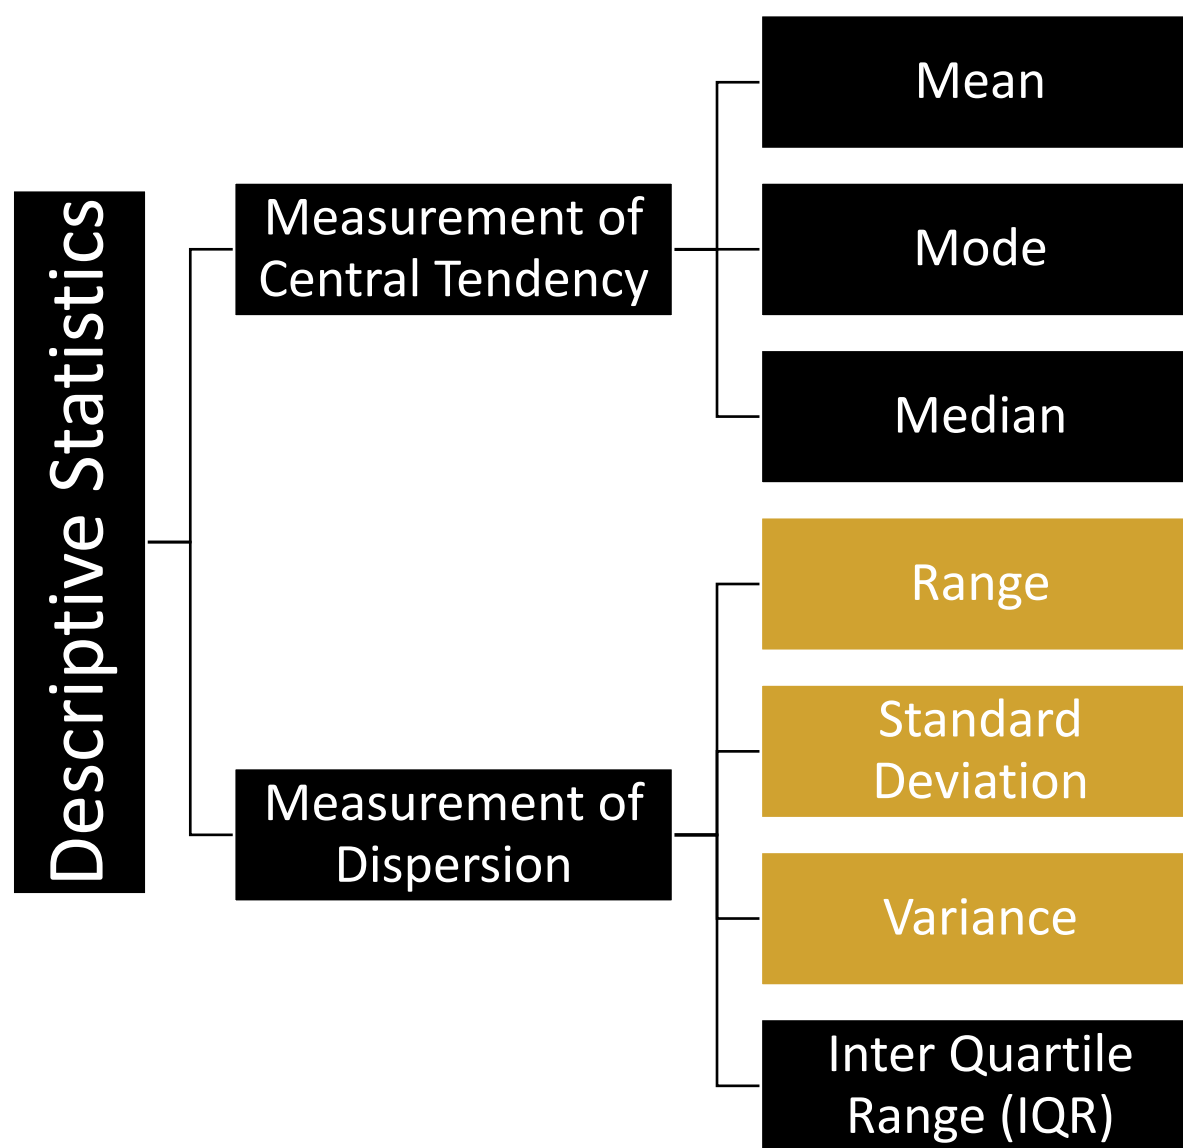 Descriptive Statistics
Measurement of
Central Tendency
Mean
Mode
Median
Measurement of
Dispersion
Range
Standard
Deviation
Variance
Inter Quartile
Range (IQR)